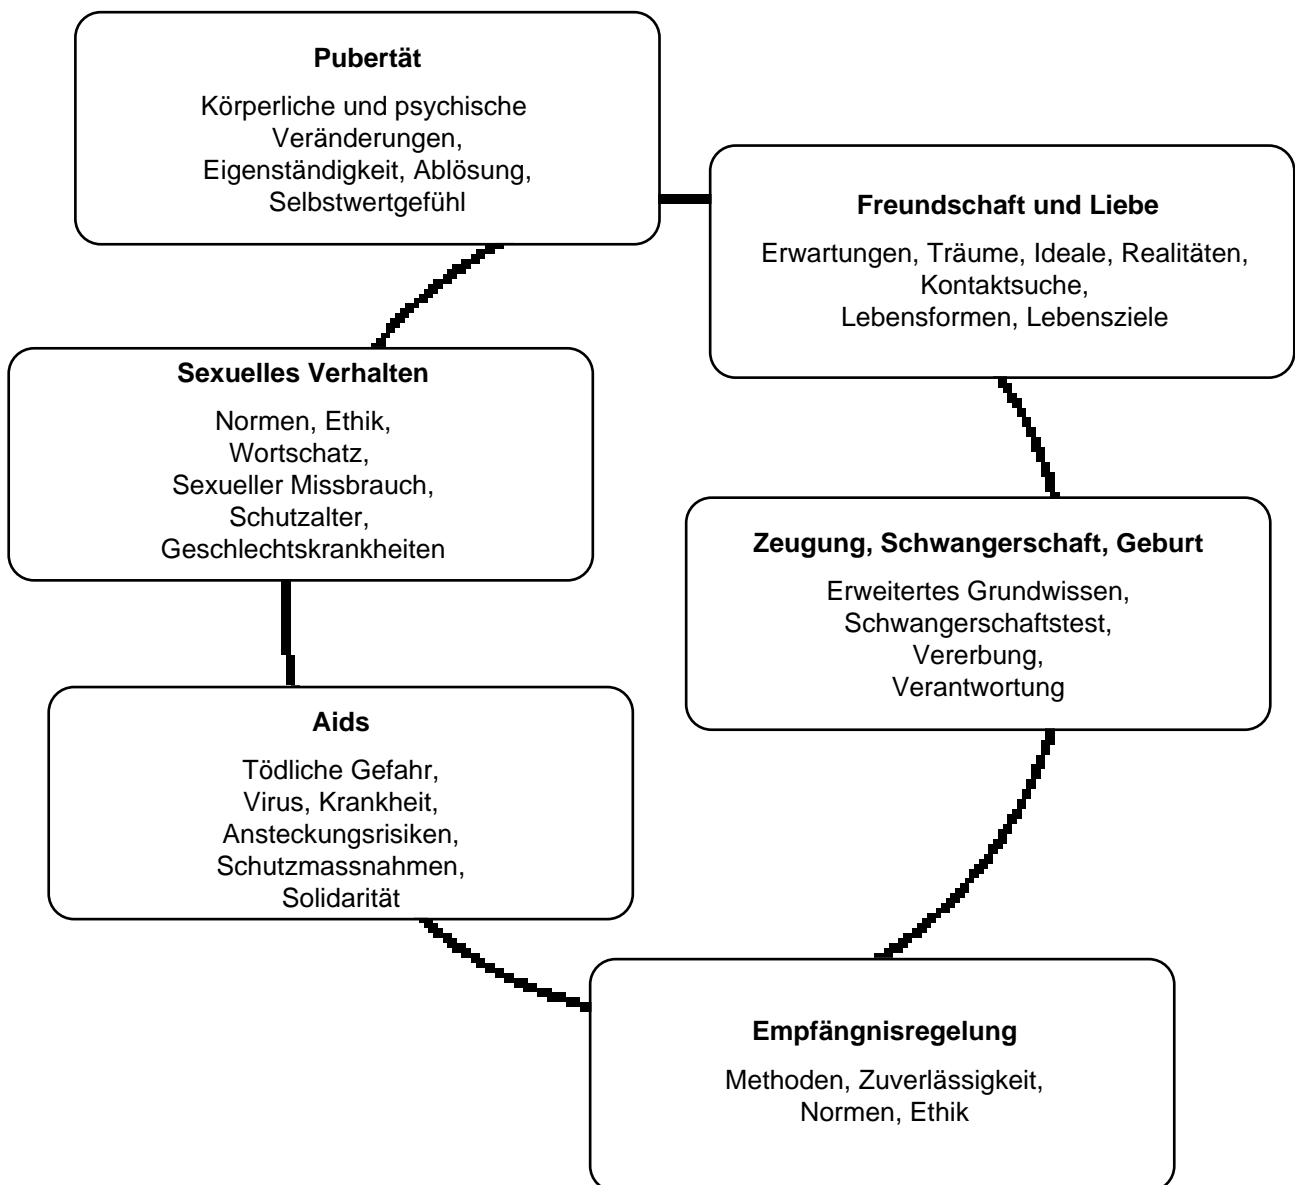 Pubertät
Körperliche und psychische
Veränderungen,
Eigenständigkeit, Ablösung,
Selbstwertgefühl
Freundschaft und Liebe
Erwartungen, Träume, Ideale, Realitäten,
Kontaktsuche,
Lebensformen, Lebensziele
Sexuelles Verhalten
Normen, Ethik,
Wortschatz,
Sexueller Missbrauch,
Schutzalter,
Geschlechtskrankheiten
Zeugung, Schwangerschaft, Geburt
Erweitertes Grundwissen,
Schwangerschaftstest,
Vererbung,
Verantwortung
Aids
Tödliche Gefahr,
Virus, Krankheit,
Ansteckungsrisiken,
Schutzmassnahmen,
Solidarität
Empfängnisregelung
Methoden, Zuverlässigkeit,
Normen, Ethik